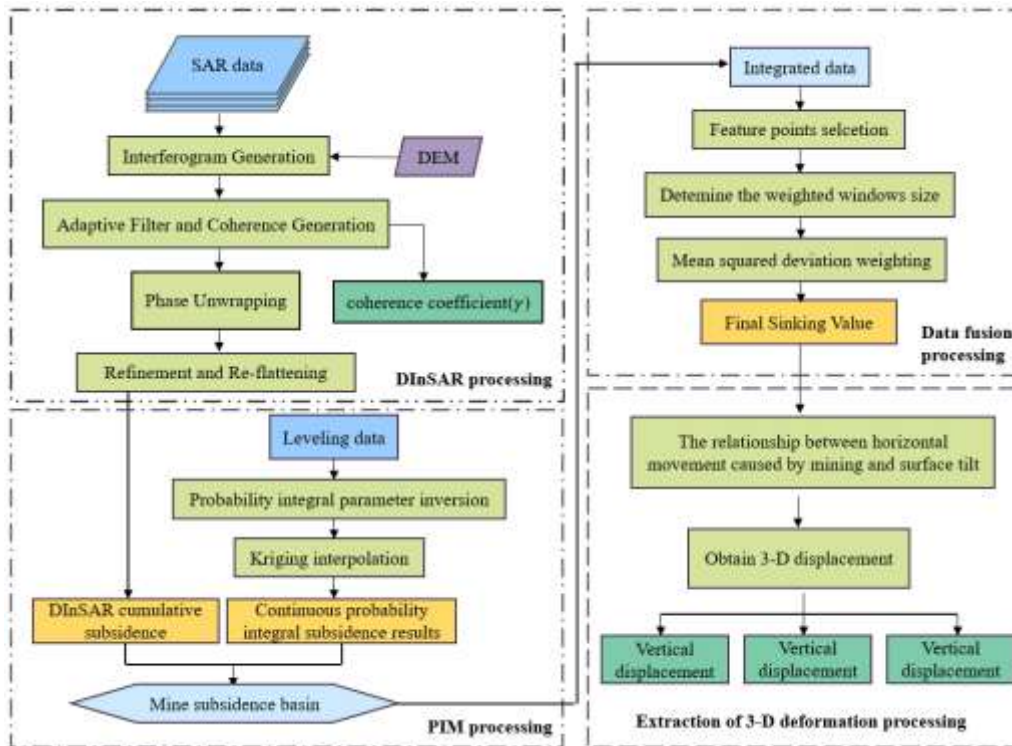 SAR data
Interferogram Generation
DEM
Adaptive Filter and Coherence Generation
Phase Unwrapping
coherence coefficient(γ)
Refinement and Re-flattening
DInSAR processing
Leveling data
Probability integral parameter inversion
Kriging interpolation
DInSAR cumulative
subsidence
Continuous probability
integral subsidence results
Mine subsidence basin
PIM processing
Integrated data
Feature points selcetion
Detemine the weighted windows size
Mean squared deviation weighting
Final Sinking Value
Data fusion
processing
The relationship between horizontal
movement caused by mining and surface tilt
Obtain 3-D displacement
Vertical
displacement
Vertical
displacement
Vertical
displacement
Extraction of 3-D deformation processing